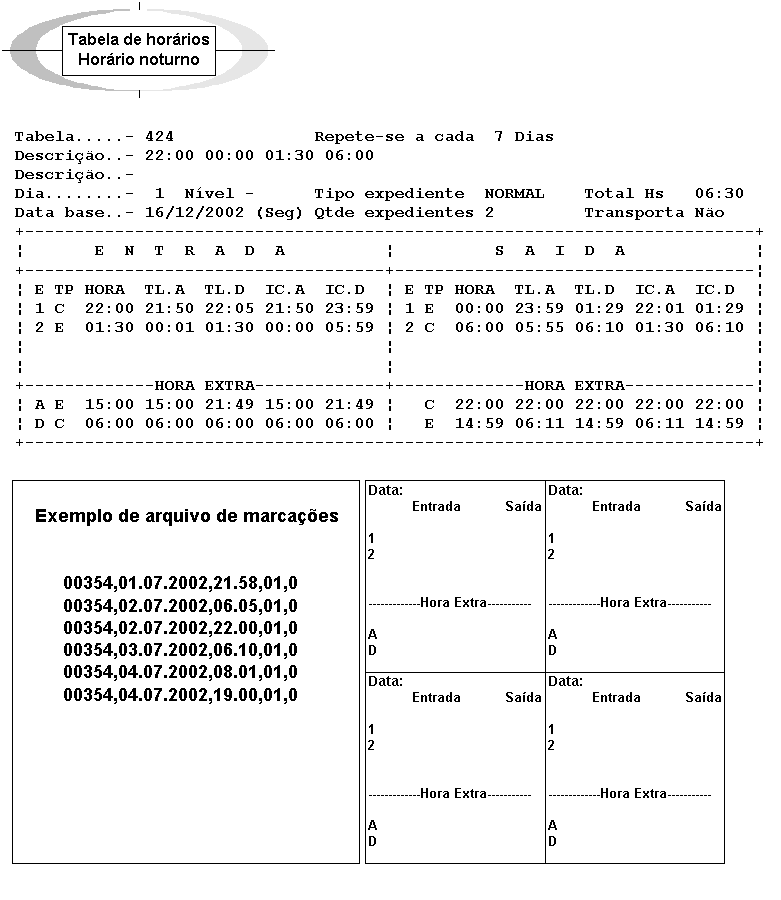 Tabela de horários
Horário noturno
Tabela.....- 424 Repete-se a cada 7 Dias
Descrição..- 22:00 00:00 01:30 06:00
Descrição..-
Dia........- 1 Nível - Tipo expediente NORMAL Total Hs 06:30
Data base..- 16/12/2002 (Seg) Qtde expedientes 2 Transporta Não
E N T R A D A S A I D A
E TP HORA TL.A TL.D IC.A IC.D E TP HORA TL.A TL.D IC.A IC.D
1 C 22:00 21:50 22:05 21:50 23:59 1 E 00:00 23:59 01:29 22:01 01:29
2 E 01:30 00:01 01:30 00:00 05:59 2 C 06:00 05:55 06:10 01:30 06:10
HORA EXTRA HORA EXTRA
A E 15:00 15:00 21:49 15:00 21:49 C 22:00 22:00 22:00 22:00 22:00
D C 06:00 06:00 06:00 06:00 06:00 E 14:59 06:11 14:59 06:11 14:59
Exemplo de arquivo de marcações
00354,01.07.2002,21.58,01,0
00354,02.07.2002,06.05,01,0
00354,02.07.2002,22.00,01,0
00354,03.07.2002,06.10,01,0
00354,04.07.2002,08.01,01,0
00354,04.07.2002,19.00,01,0
Data:
Entrada Saída
1
2
-------------Hora Extra-----------
A
D
Data:
Entrada Saída
1
2
-------------Hora Extra-----------
A
D
Data:
Entrada Saída
1
2
-------------Hora Extra-----------
A
D
Data:
Entrada Saída
1
2
-------------Hora Extra-----------
A
D